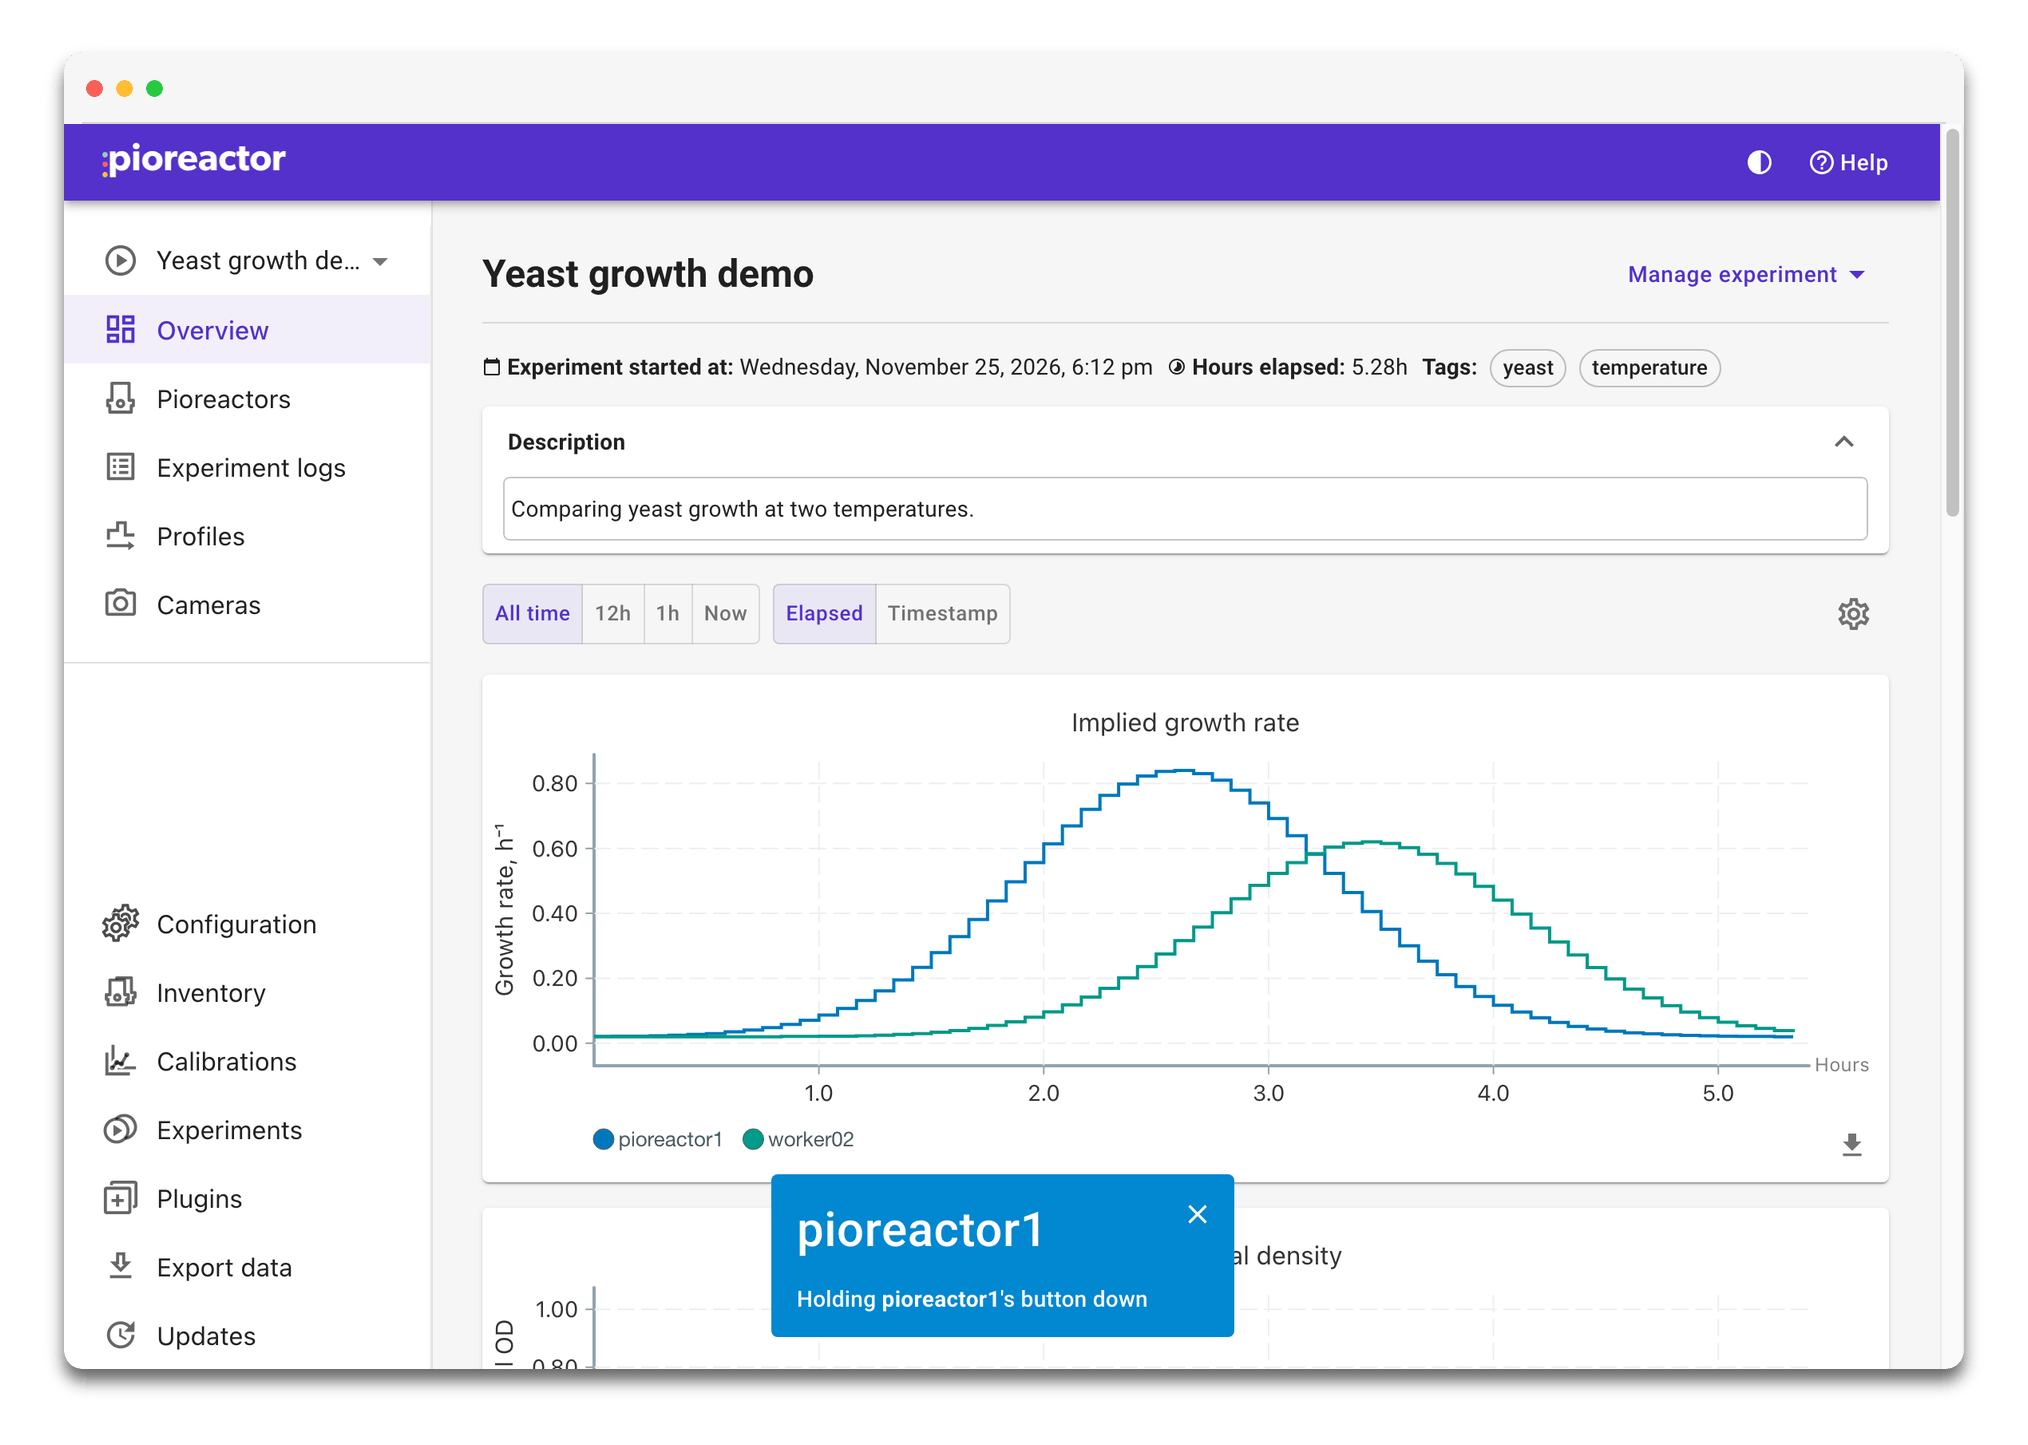 pioreactor
Help
Yeast growth de...
Overview
Pioreactors
Experiment logs
Profiles
Cameras
Configuration
Inventory
Calibrations
Experiments
Plugins
Export data
Updates
Yeast growth demo
Manage experiment
Experiment started at: Wednesday, November 25, 2026, 6:12 pm Hours elapsed: 5.28h Tags: yeast temperature
Description
Comparing yeast growth at two temperatures.
All time 12h 1h Now Elapsed Timestamp
Implied growth rate
Growth rate, h⁻¹
0.80
0.60
0.40
0.20
0.00
1.0 2.0 3.0 4.0 5.0
Hours
pioreactor1 worker02
pioreactor1
Holding pioreactor1's button down
al density
1.00
0.80
l OD